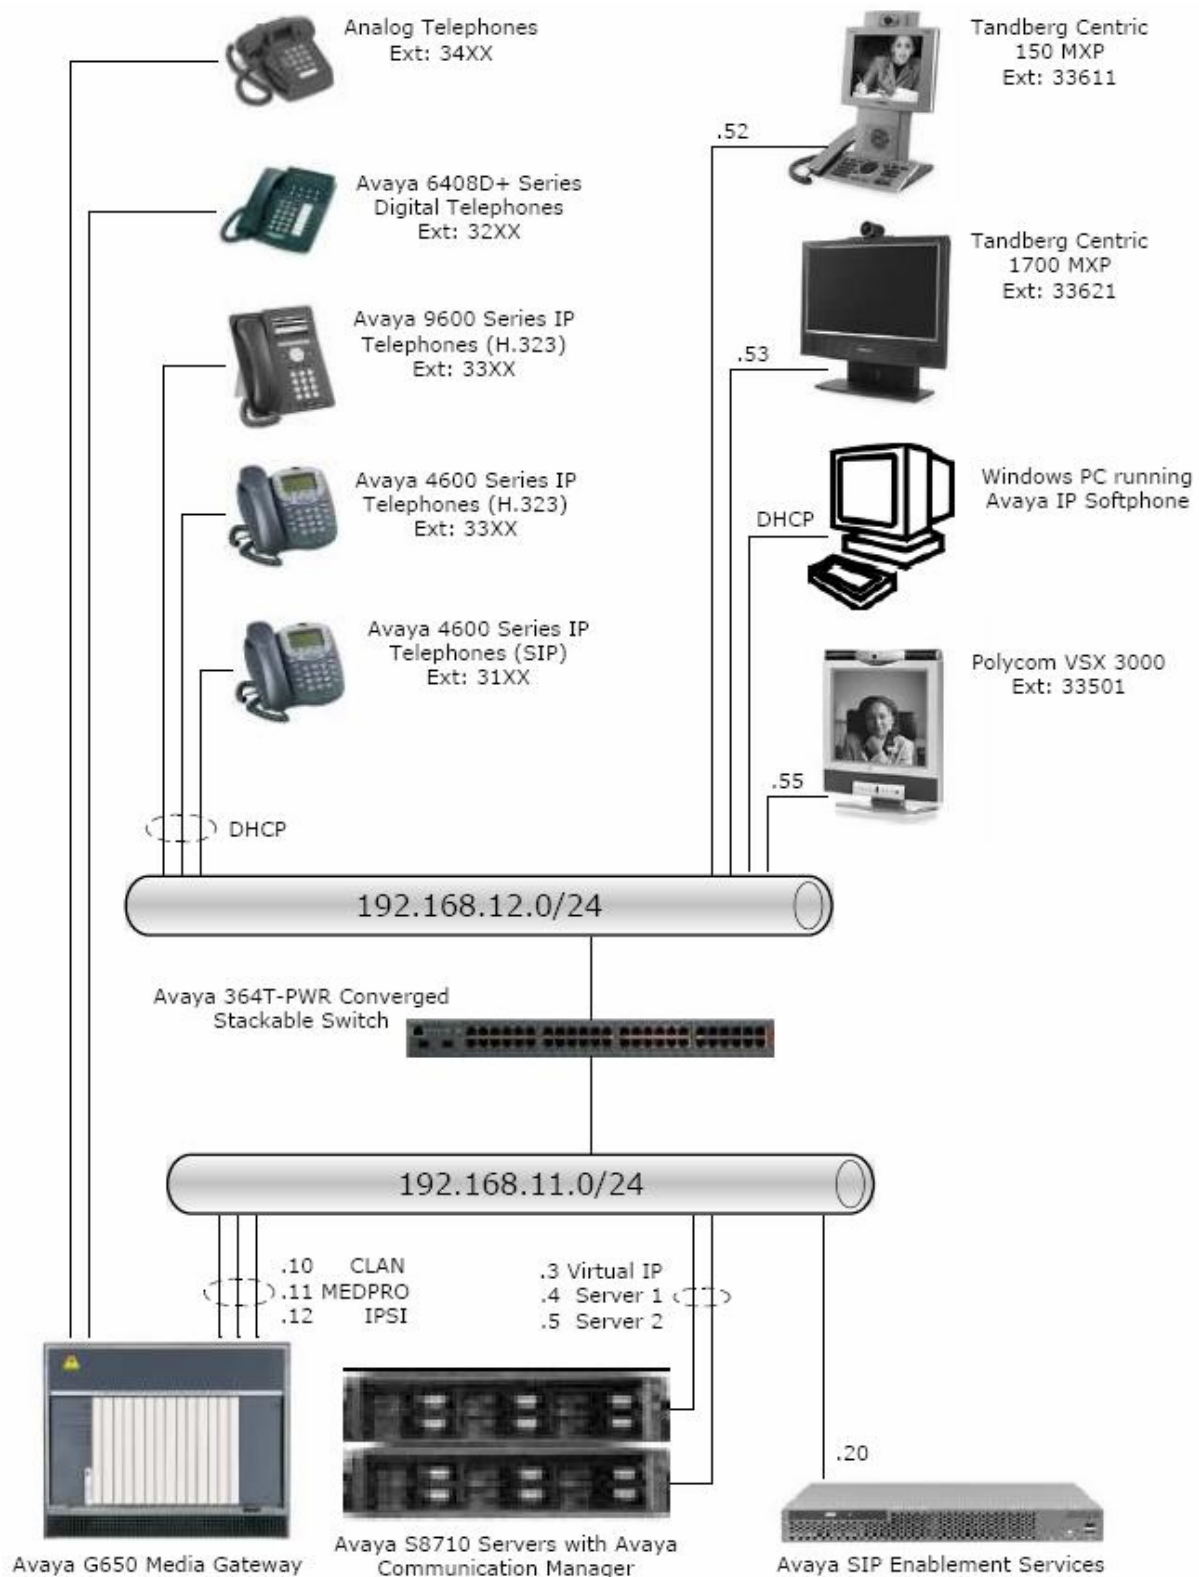 Analog Telephones
Ext: 34XX
Tandberg Centric
150 MXP
Ext: 33611
.52
Avaya 6408D+ Series
Digital Telephones
Ext: 32XX
Tandberg Centric
1700 MXP
Ext: 33621
.53
Avaya 9600 Series IP
Telephones (H.323)
Ext: 33XX
Avaya 4600 Series IP
Telephones (H.323)
Ext: 33XX
Windows PC running
Avaya IP Softphone
DHCP
Avaya 4600 Series IP
Telephones (SIP)
Ext: 31XX
Polycom VSX 3000
Ext: 33501
.55
DHCP
192.168.12.0/24
Avaya 364T-PWR Converged
Stackable Switch
192.168.11.0/24
.10 CLAN
.11 MEDPRO
.12 IPSI
.3 Virtual IP
.4 Server 1
.5 Server 2
.20
Avaya G650 Media Gateway
Avaya S8710 Servers with Avaya
Communication Manager
Avaya SIP Enablement Services